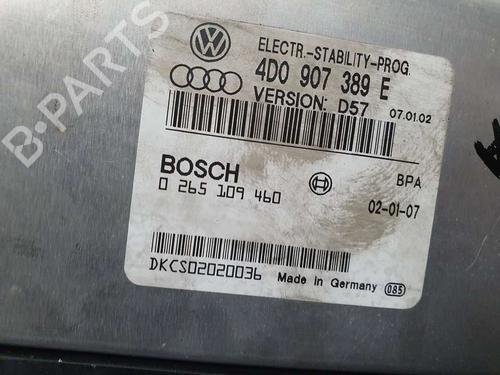 B-PARTS
ELECTR.-STABILITY-PROG.
4D0 907 389 E
VERSION: D57 07.01.02
BOSCH
0 265 109 460
BPA
02-01-07
DKCS02020036 Made in Germany 085